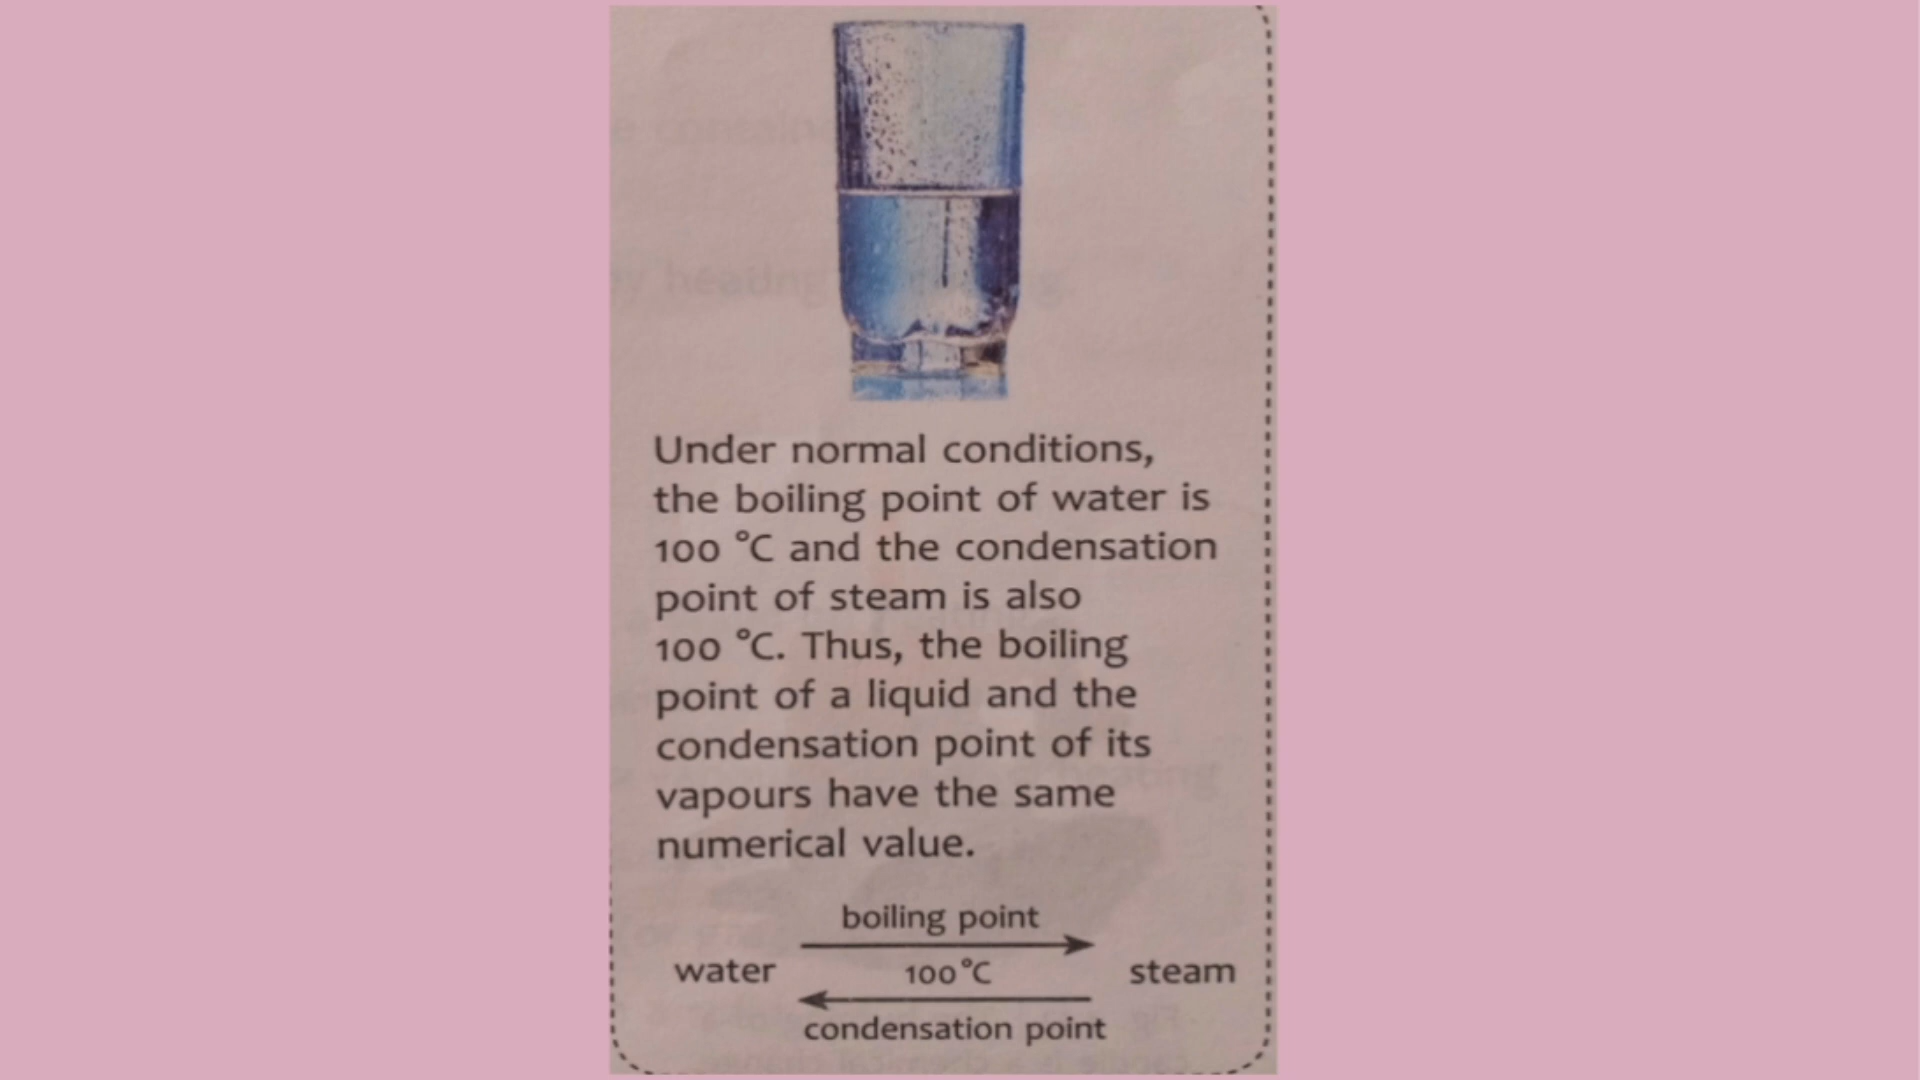 Under normal conditions,
the boiling point of water is
100 °C and the condensation
point of steam is also
100 °C. Thus, the boiling
point of a liquid and the
condensation point of its
vapours have the same
numerical value.
boiling point
water 100°C steam
condensation point